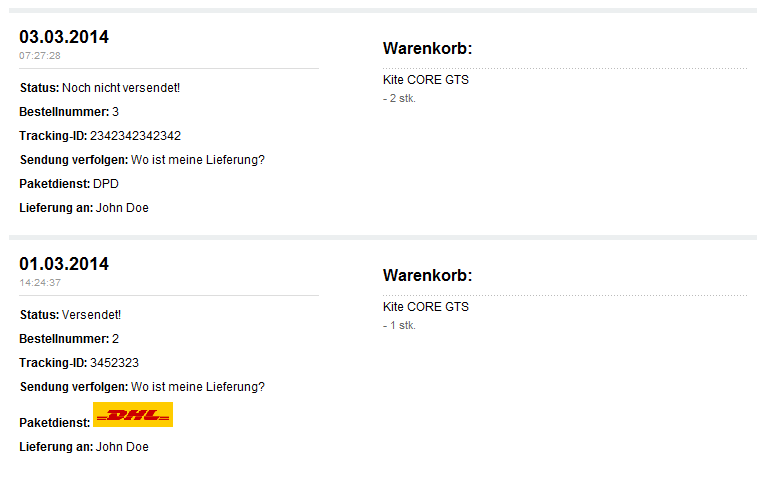 03.03.2014
07:27:28
Status: Noch nicht versendet!
Bestellnummer: 3
Tracking-ID: 2342342342342
Sendung verfolgen: Wo ist meine Lieferung?
Paketdienst: DPD
Lieferung an: John Doe
Warenkorb:
Kite CORE GTS
- 2 stk.
01.03.2014
14:24:37
Status: Versendet!
Bestellnummer: 2
Tracking-ID: 3452323
Sendung verfolgen: Wo ist meine Lieferung?
Paketdienst: DHL
Lieferung an: John Doe
Warenkorb:
Kite CORE GTS
- 1 stk.